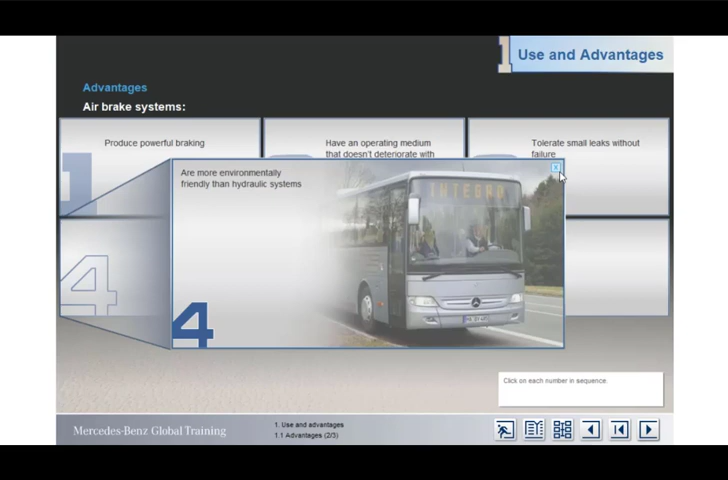 1 Use and Advantages
Advantages
Air brake systems:
Produce powerful braking
Have an operating medium
that doesn't deteriorate with
Tolerate small leaks without
failure
1
Are more environmentally
friendly than hydraulic systems
x
INTEGRO
4
4
Click on each number in sequence.
Mercedes-Benz Global Training
1. Use and advantages
1.1 Advantages (2/3)